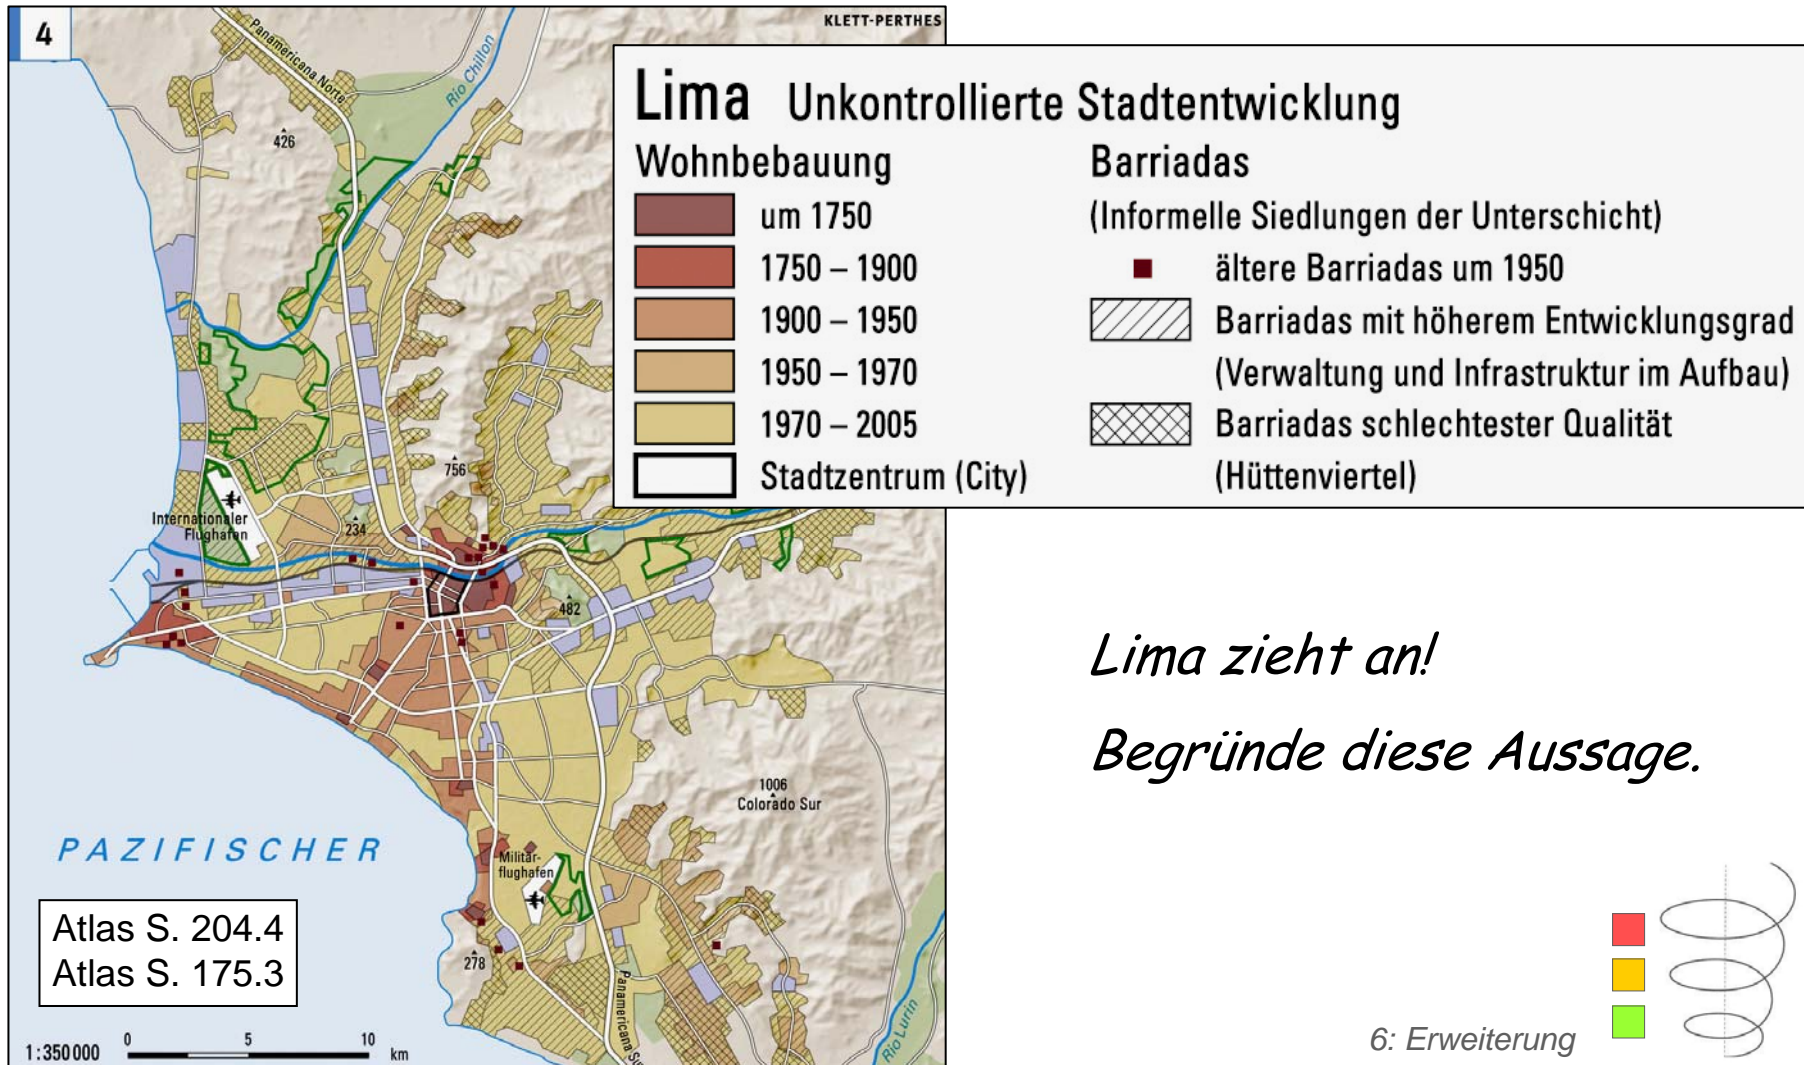 4
KLETT-PERTHES
Panamericana Norte
Rio Chillon
426
Lima Unkontrollierte Stadtentwicklung
Wohnbebauung
um 1750
1750 – 1900
1900 – 1950
1950 – 1970
1970 – 2005
Stadtzentrum (City)
Barriadas
(Informelle Siedlungen der Unterschicht)
ältere Barriadas um 1950
Barriadas mit höherem Entwicklungsgrad
(Verwaltung und Infrastruktur im Aufbau)
Barriadas schlechtester Qualität
(Hüttenviertel)
756
Internationaler
Flughafen
234
482
Lima zieht an!
Begründe diese Aussage.
1006
Colorado Sur
PAZIFISCHER
Militär-
flughafen
Atlas S. 204.4
Atlas S. 175.3
278
Panamericana Su
Rio Lurin
1:350 000
0 5 10
km
6: Erweiterung